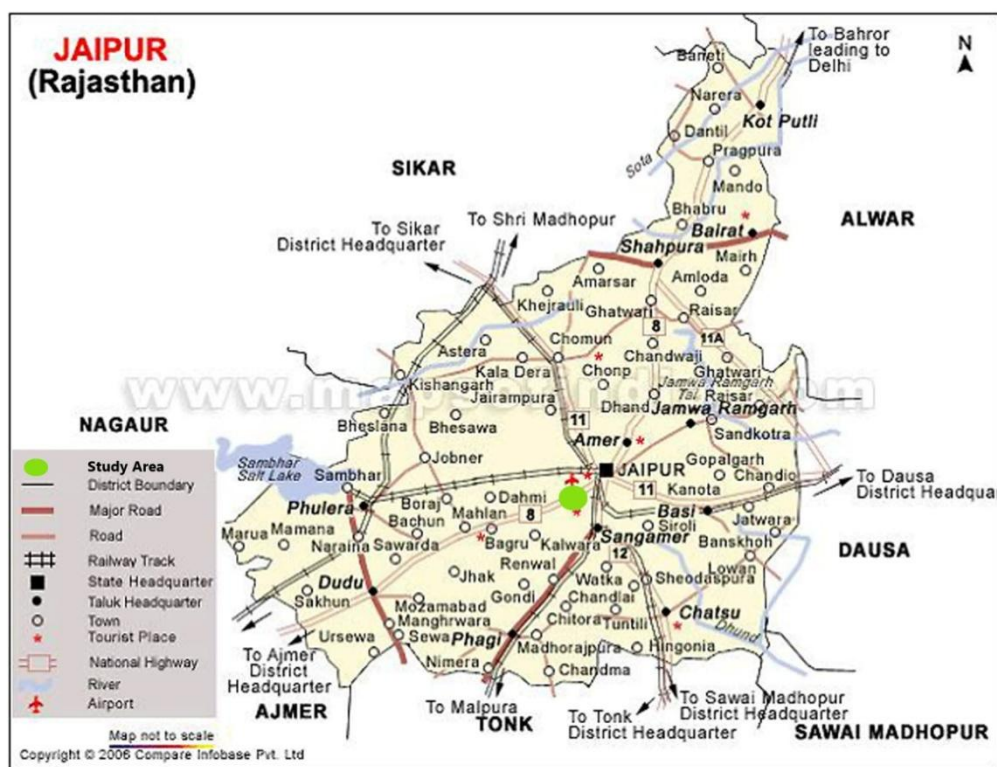 JAIPUR
(Rajasthan)
N
To Bahror
leading to
Delhi
Baneti
Narera
Kot Putli
Dantil
Sota
Pragpura
Mando
SIKAR
Bhabru
Bairat
ALWAR
To Shri Madhopur
To Sikar
District Headquarter
Shahpura
Mairh
Amarsar
Amloda
Khejrauli
Ghatwari
Raisar
8
11A
Chomun
Astera
Chandwaji
Kala Dera
Chonp
Ghatwari
www.mapsofindia.com
Kishangarh
Jamwa Ramgarh
Tal
Raisar
Jairampura
Dhand
Jamwa Ramgarh
NAGAUR
Bheslana
Bhesawa
11
Sandkotra
Amer
Jobner
Gopalgarh
Sambhar
Salt Lake
Sambhar
JAIPUR
Chandio
To Dausa
District Headqua
11
Kanota
Phulera
Boraj
Dahmi
8
Basi
Jatwara
Bachun
Mahlan
Siroli
Marua
Mamana
Sangamer
Banskhoh
DAUSA
Naraina
Sawarda
Bagru
Kalwara
12
Lowan
Renwal
Jhak
Watka
Sheodaspura
Dudu
Gondi
Sakhun
Mozamabad
Chandlai
Chatsu
Manghrwara
Chitora
Tuntili
Dhund
Ursewa
Sewa
Phagi
Madhorajpura
Hingonia
To Ajmer
District
Headquarter
Nimera
Chandma
AJMER
To Malpura
TONK
To Tonk
District
Headquarter
To Sawai Madhopur
District Headquarter
SAWAI MADHOPUR
Study Area
District Boundary
Major Road
Road
Railway Track
State Headquarter
Taluk Headquarter
Town
Tourist Place
National Highway
River
Airport
Map not to scale
Copyright © 2006 Compare Infobase Pvt. Ltd